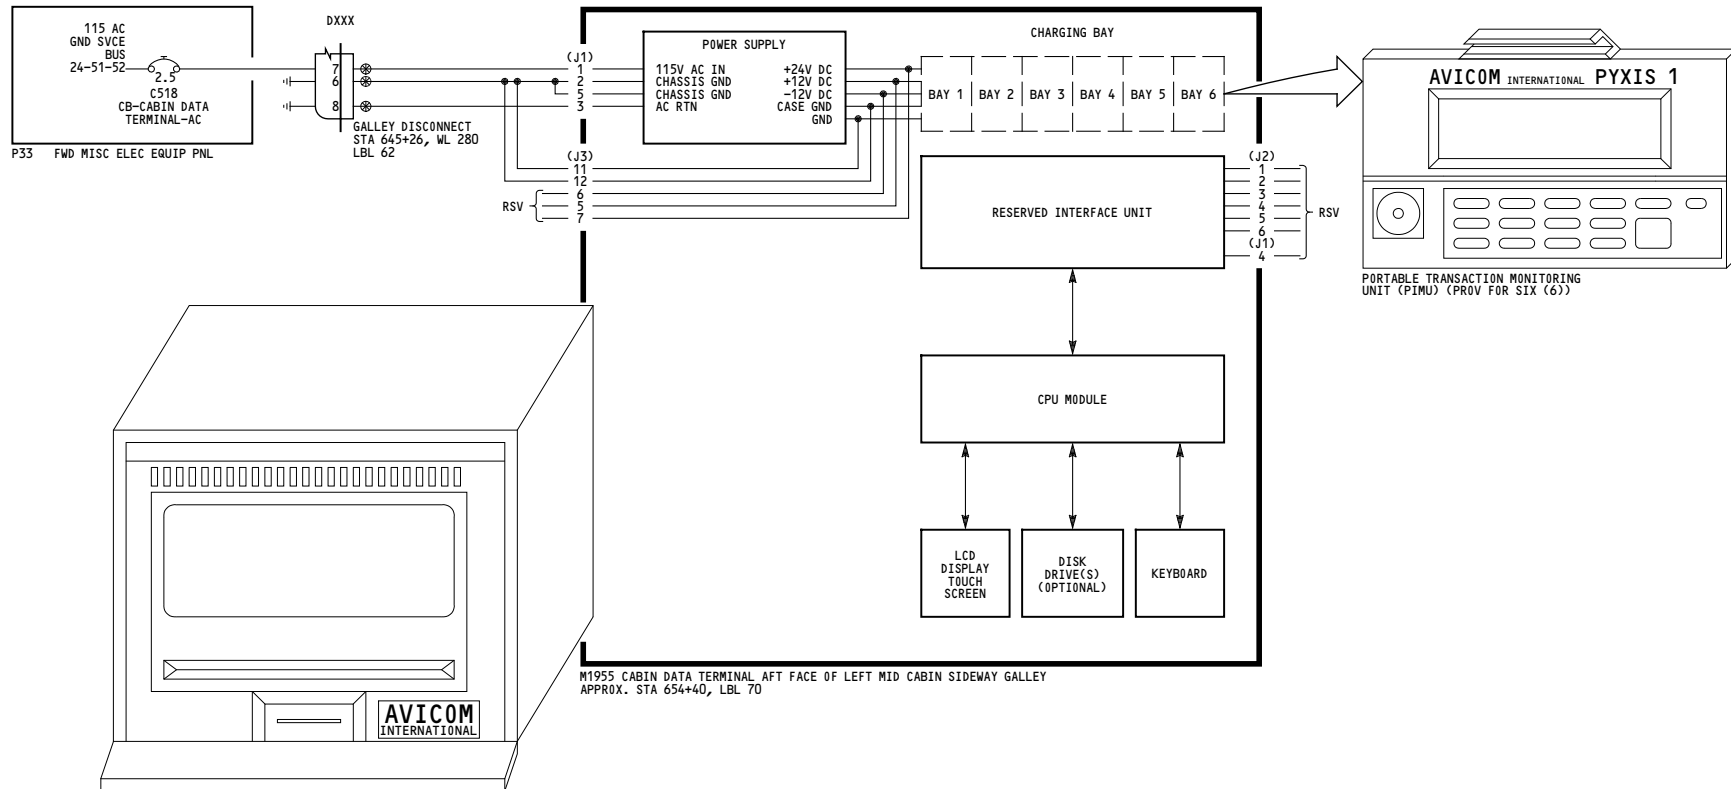 115 AC
GND SVCE
BUS
24-51-52
2.5
C518
CB-CABIN DATA
TERMINAL-AC
P33 FWD MISC ELEC EQUIP PNL
DXXX
7
6
8
GALLEY DISCONNECT
STA 645+26, WL 280
LBL 62
(J1)
1
2
5
3
(J3)
11
12
6
5
7
RSV
POWER SUPPLY
115V AC IN
CHASSIS GND
CHASSIS GND
AC RTN
+24V DC
+12V DC
-12V DC
CASE GND
GND
CHARGING BAY
BAY 1
BAY 2
BAY 3
BAY 4
BAY 5
BAY 6
RESERVED INTERFACE UNIT
(J2)
1
2
3
4
5
6
(J1)
4
RSV
CPU MODULE
LCD
DISPLAY
TOUCH
SCREEN
DISK
DRIVE(S)
(OPTIONAL)
KEYBOARD
M1955 CABIN DATA TERMINAL AFT FACE OF LEFT MID CABIN SIDEWAY GALLEY
APPROX. STA 654+40, LBL 70
AVICOM INTERNATIONAL PYXIS 1
PORTABLE TRANSACTION MONITORING
UNIT (PIMU) (PROV FOR SIX (6))
AVICOM
INTERNATIONAL